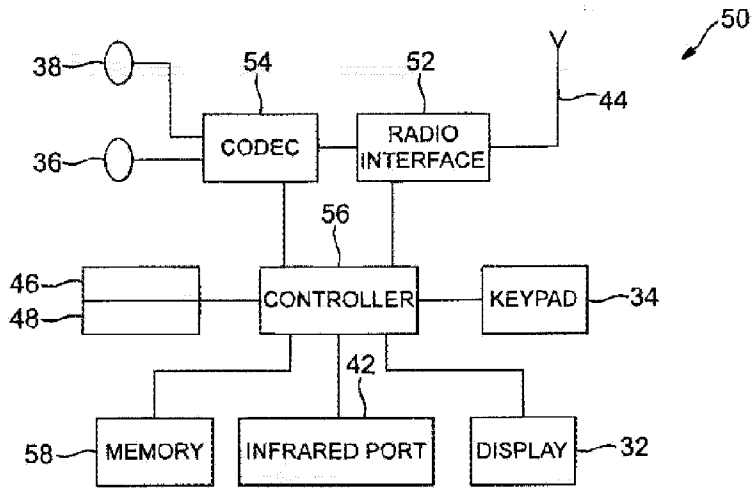 50
38
54
52
44
CODEC
RADIO
INTERFACE
36
56
46
48
CONTROLLER
KEYPAD
34
42
58
MEMORY
INFRARED PORT
DISPLAY
32